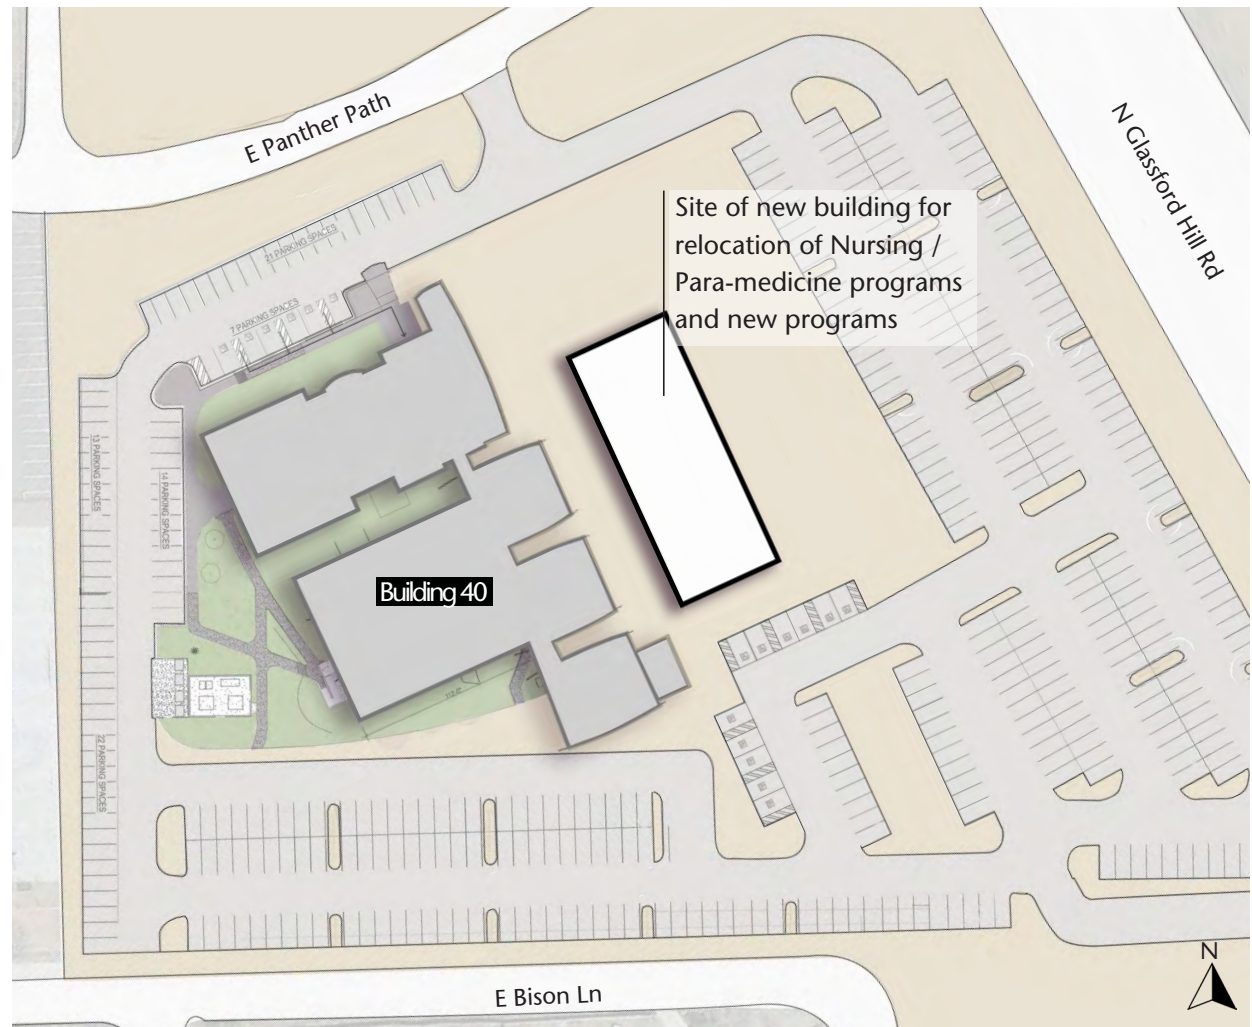 E Panther Path
N Glassford Hill Rd
Site of new building for
relocation of Nursing /
Para-medicine programs
and new programs
21 PARKING SPACES
7 PARKING SPACES
13 PARKING SPACES
14 PARKING SPACES
Building 40
22 PARKING SPACES
E Bison Ln
N